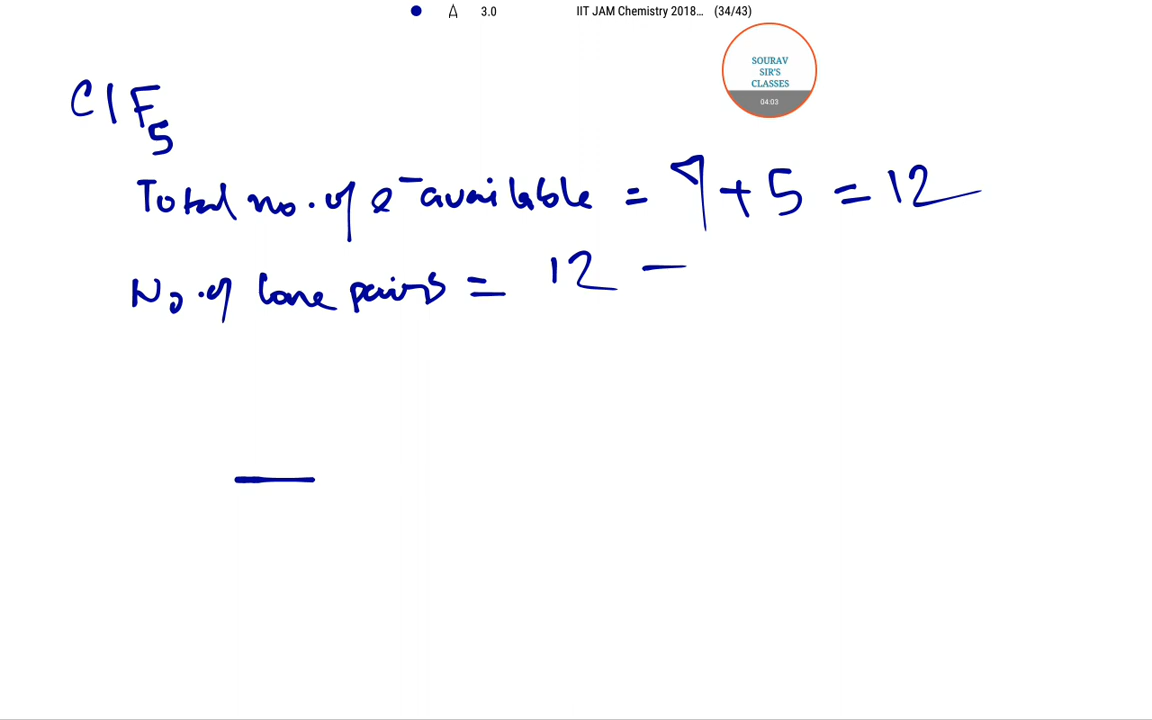 3.0 IIT JAM Chemistry 2018... (34/43)
SOURAV
SIR'S
CLASSES
04:03
ClF5
Total no. of e⁻ available = 7 + 5 = 12
No. of lone pairs = 12 −